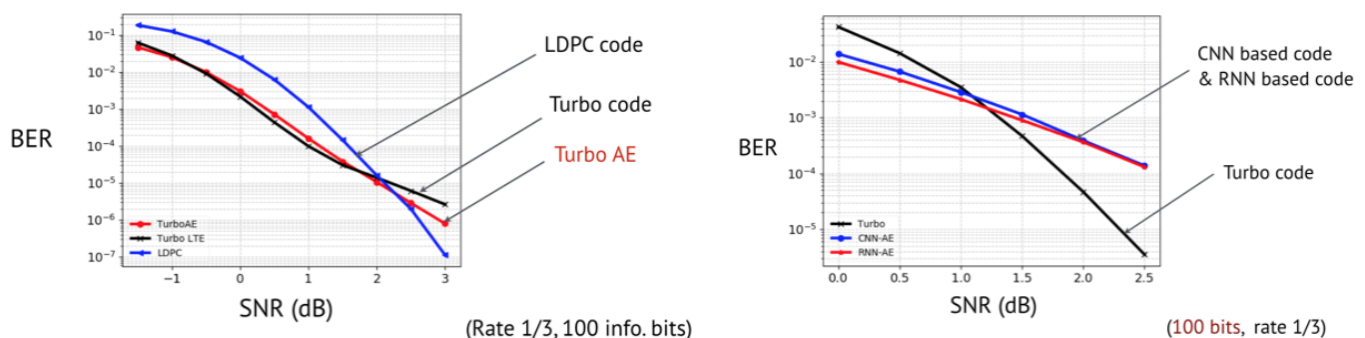 BER
10⁻¹
10⁻²
10⁻³
10⁻⁴
10⁻⁵
10⁻⁶
10⁻⁷
TurboAE
Turbo LTE
LDPC
−1
0
1
2
3
SNR (dB)
LDPC code
Turbo code
Turbo AE
(Rate 1/3, 100 info. bits)
BER
10⁻²
10⁻³
10⁻⁴
10⁻⁵
Turbo
CNN-AE
RNN-AE
0.0
0.5
1.0
1.5
2.0
2.5
SNR (dB)
CNN based code
& RNN based code
Turbo code
(100 bits, rate 1/3)